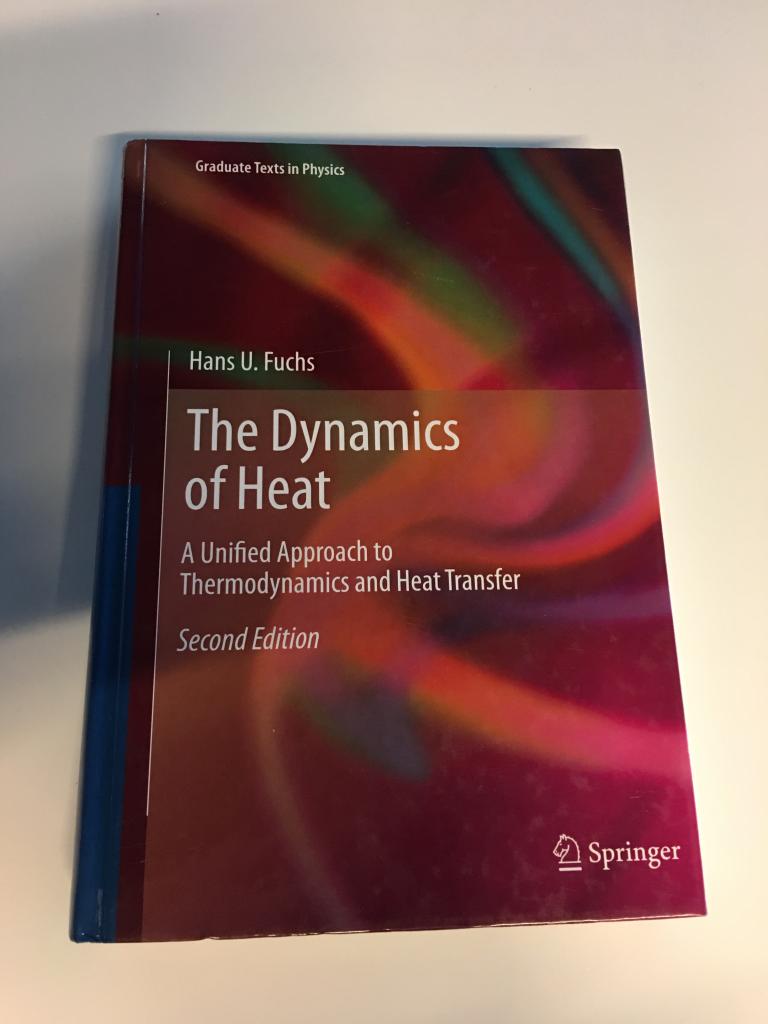 Graduate Texts in Physics
Hans U. Fuchs
The Dynamics
of Heat
A Unified Approach to
Thermodynamics and Heat Transfer
Second Edition
Springer